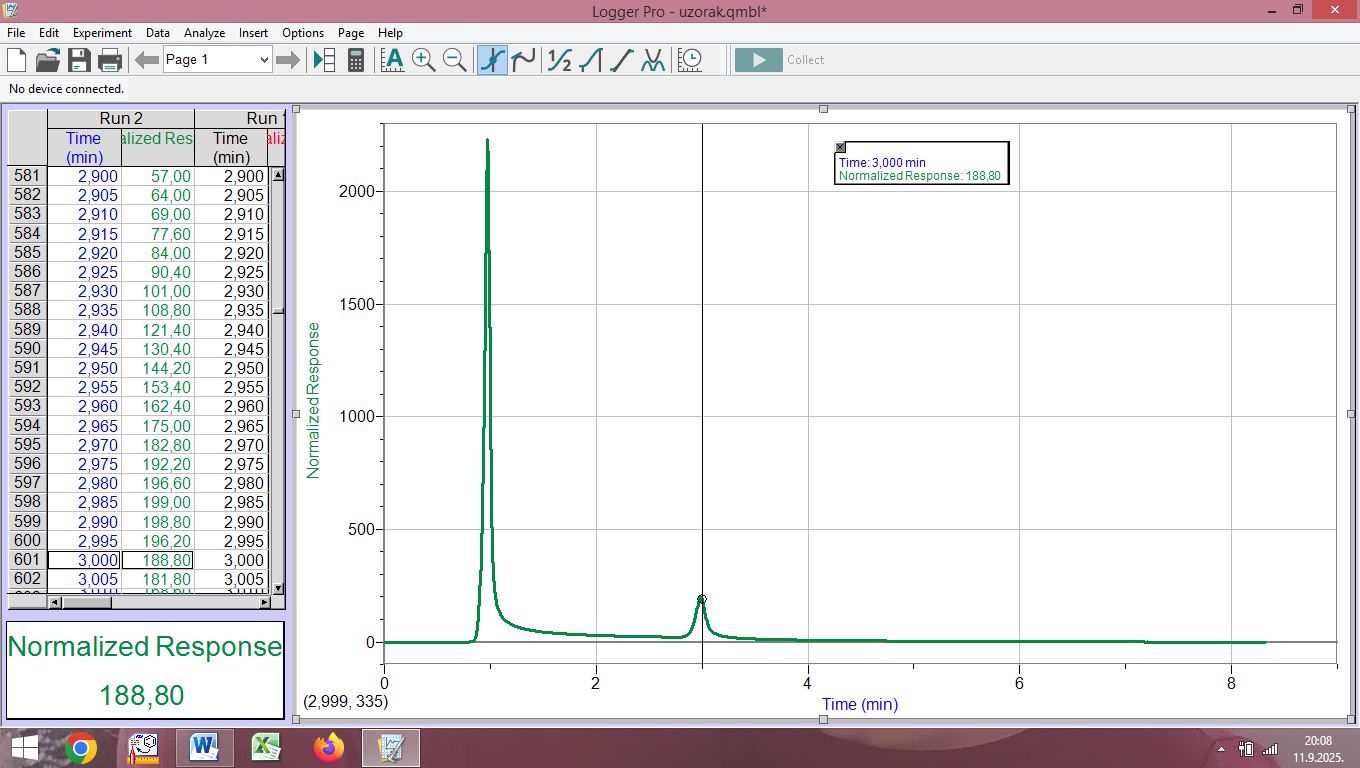 Logger Pro - uzorak.qmbl*
File Edit Experiment Data Analyze Insert Options Page Help
Page 1
Collect
No device connected.
Run 2 Run
Time (min) alized Res Time (min) aliz
581 2,900 57,00 2,900
582 2,905 64,00 2,905
583 2,910 69,00 2,910
584 2,915 77,60 2,915
585 2,920 84,00 2,920
586 2,925 90,40 2,925
587 2,930 101,00 2,930
588 2,935 108,80 2,935
589 2,940 121,40 2,940
590 2,945 130,40 2,945
591 2,950 144,20 2,950
592 2,955 153,40 2,955
593 2,960 162,40 2,960
594 2,965 175,00 2,965
595 2,970 182,80 2,970
596 2,975 192,20 2,975
597 2,980 196,60 2,980
598 2,985 199,00 2,985
599 2,990 198,80 2,990
600 2,995 196,20 2,995
601 3,000 188,80 3,000
602 3,005 181,80 3,005
Normalized Response
188,80
Normalized Response
2000
1500
1000
500
0
Time: 3,000 min
Normalized Response: 188,80
0 2 4 6 8
(2,999, 335)
Time (min)
20:08
11.9.2025.